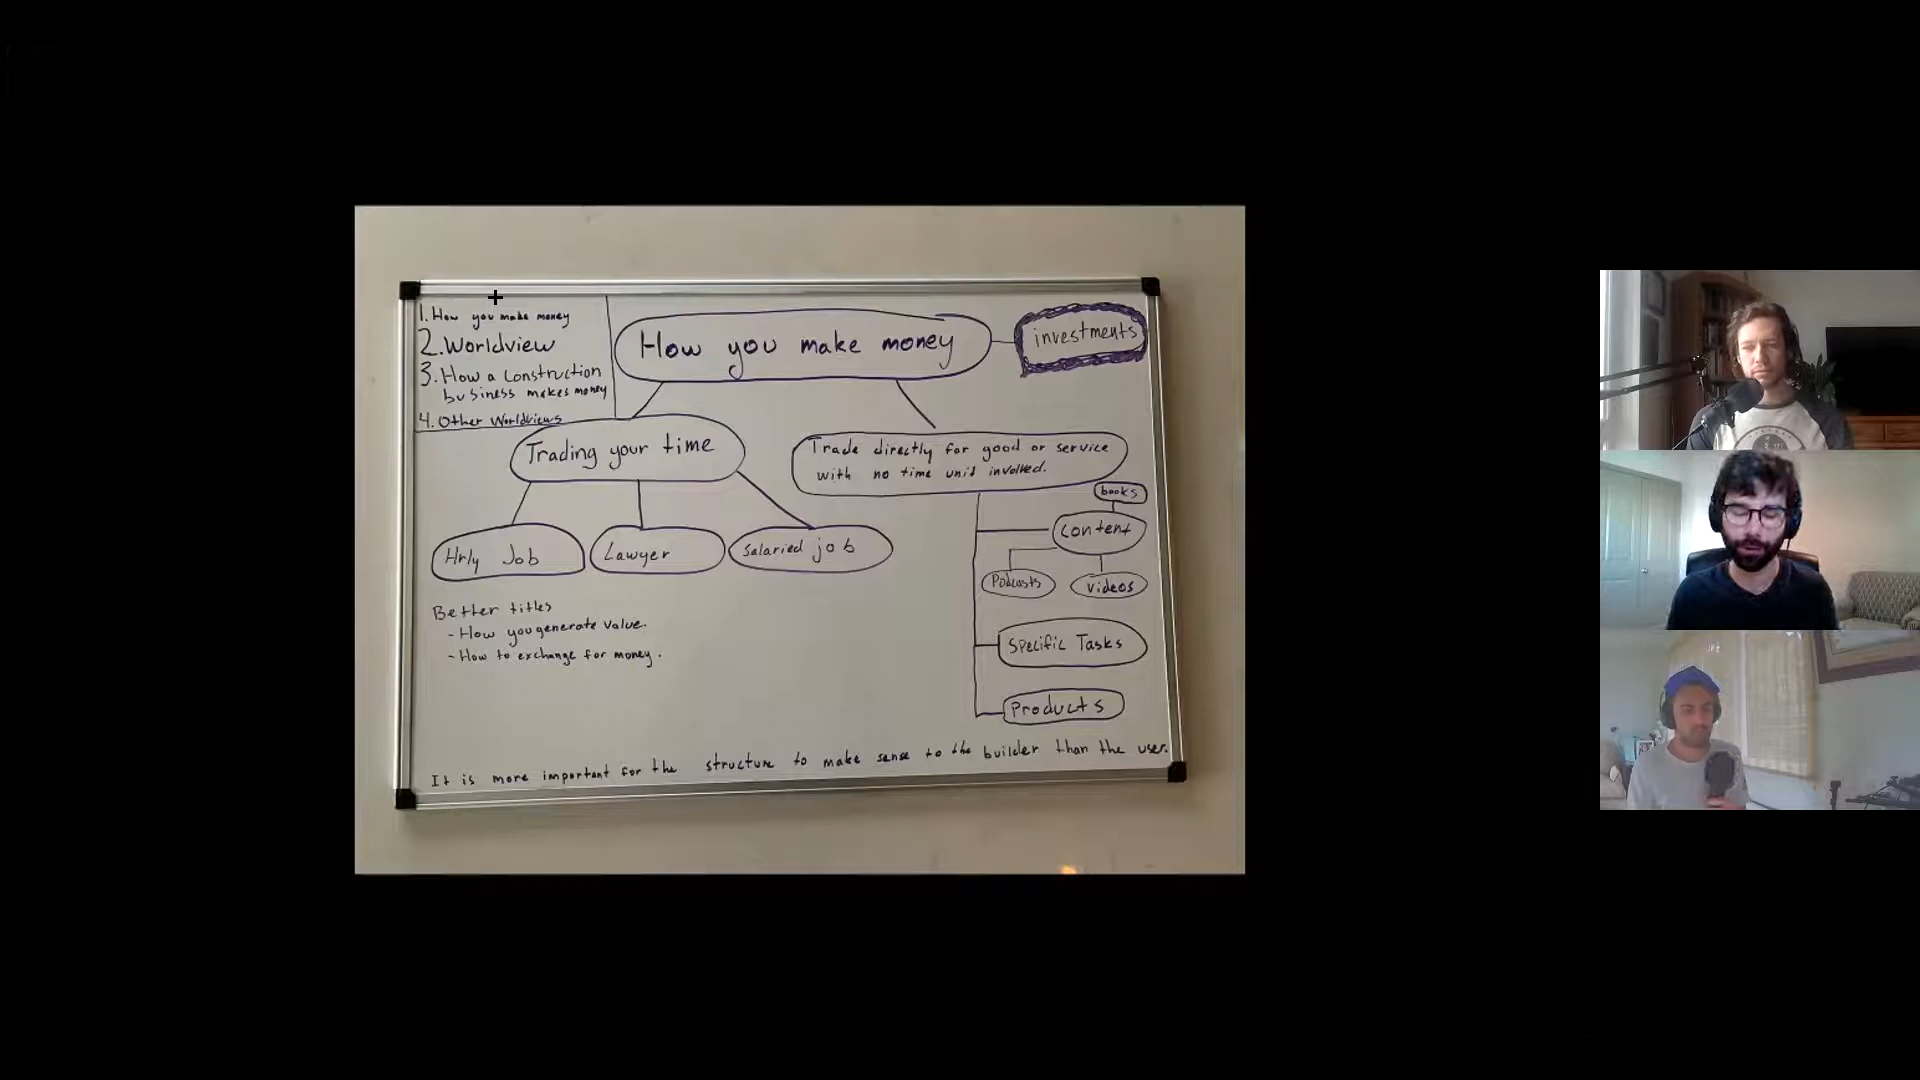 1. How you make money
2. Worldview
3. How a Construction
business makes money
4. Other Worldviews
How you make money
investments
Trading your time
Trade directly for good or service
with no time unit involved.
Hrly Job
Lawyer
Salaried job
books
Content
Podcasts
Videos
Specific Tasks
Products
Better titles
- How you generate value.
- How to exchange for money.
It is more important for the structure to make sense to the builder than the user.